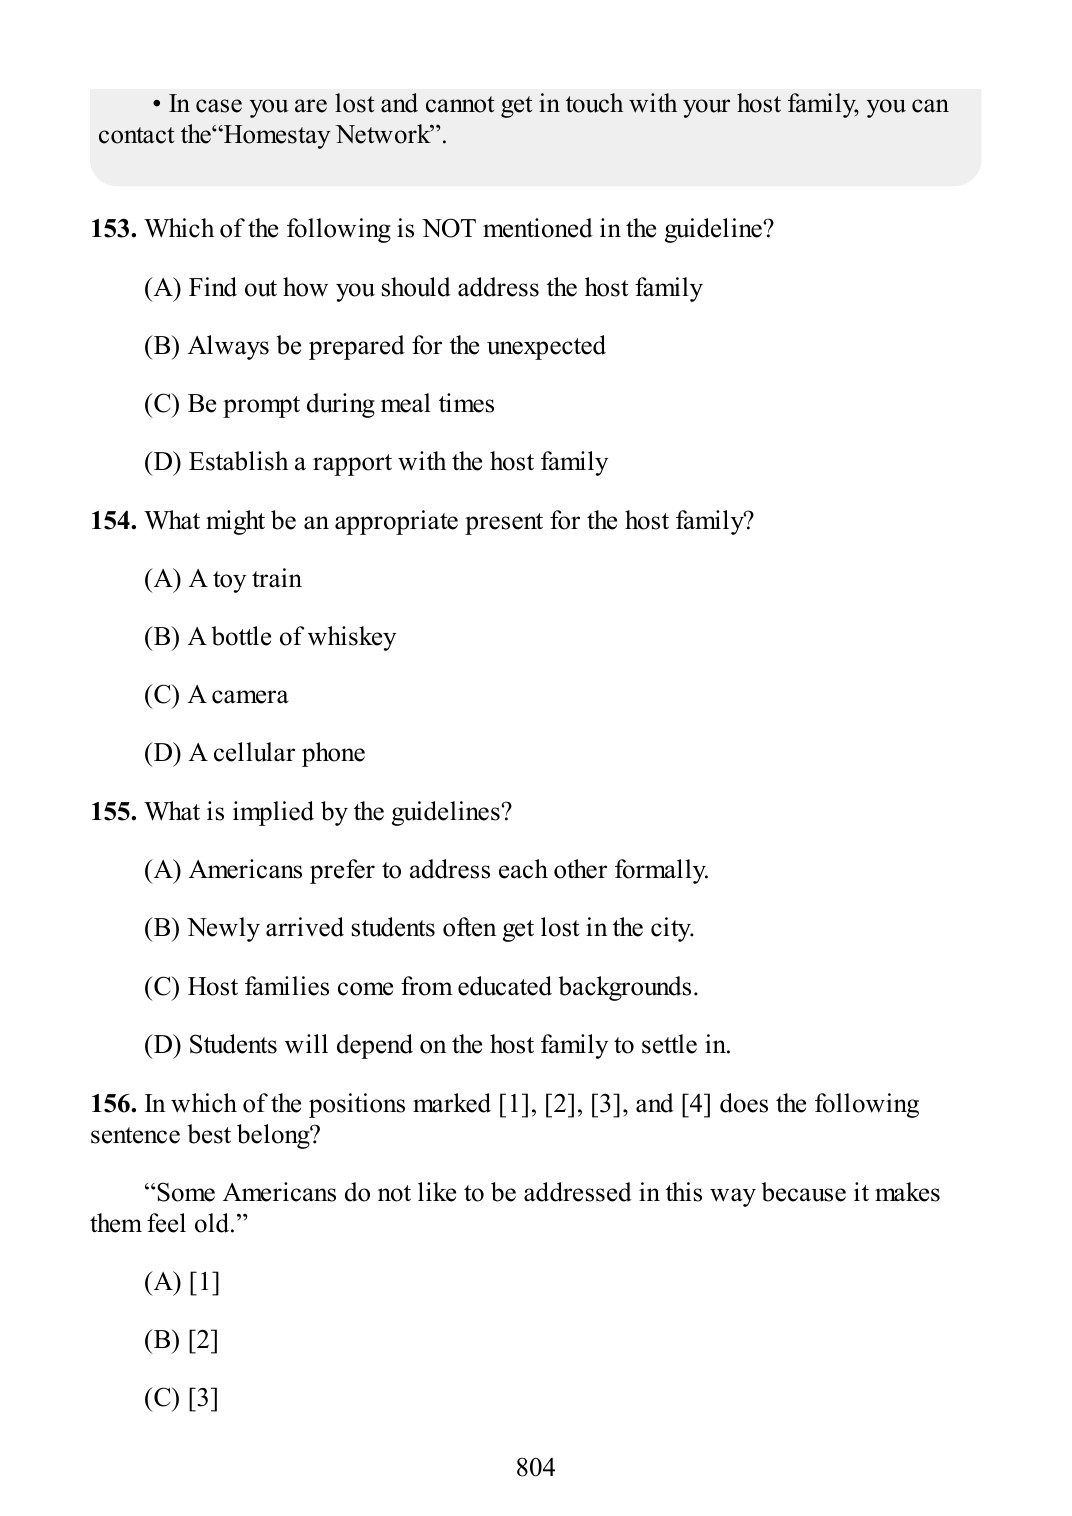 • In case you are lost and cannot get in touch with your host family, you can
contact the“Homestay Network”.
153. Which of the following is NOT mentioned in the guideline?
(A) Find out how you should address the host family
(B) Always be prepared for the unexpected
(C) Be prompt during meal times
(D) Establish a rapport with the host family
154. What might be an appropriate present for the host family?
(A) A toy train
(B) A bottle of whiskey
(C) A camera
(D) A cellular phone
155. What is implied by the guidelines?
(A) Americans prefer to address each other formally.
(B) Newly arrived students often get lost in the city.
(C) Host families come from educated backgrounds.
(D) Students will depend on the host family to settle in.
156. In which of the positions marked [1], [2], [3], and [4] does the following
sentence best belong?
“Some Americans do not like to be addressed in this way because it makes
them feel old.”
(A) [1]
(B) [2]
(C) [3]
804